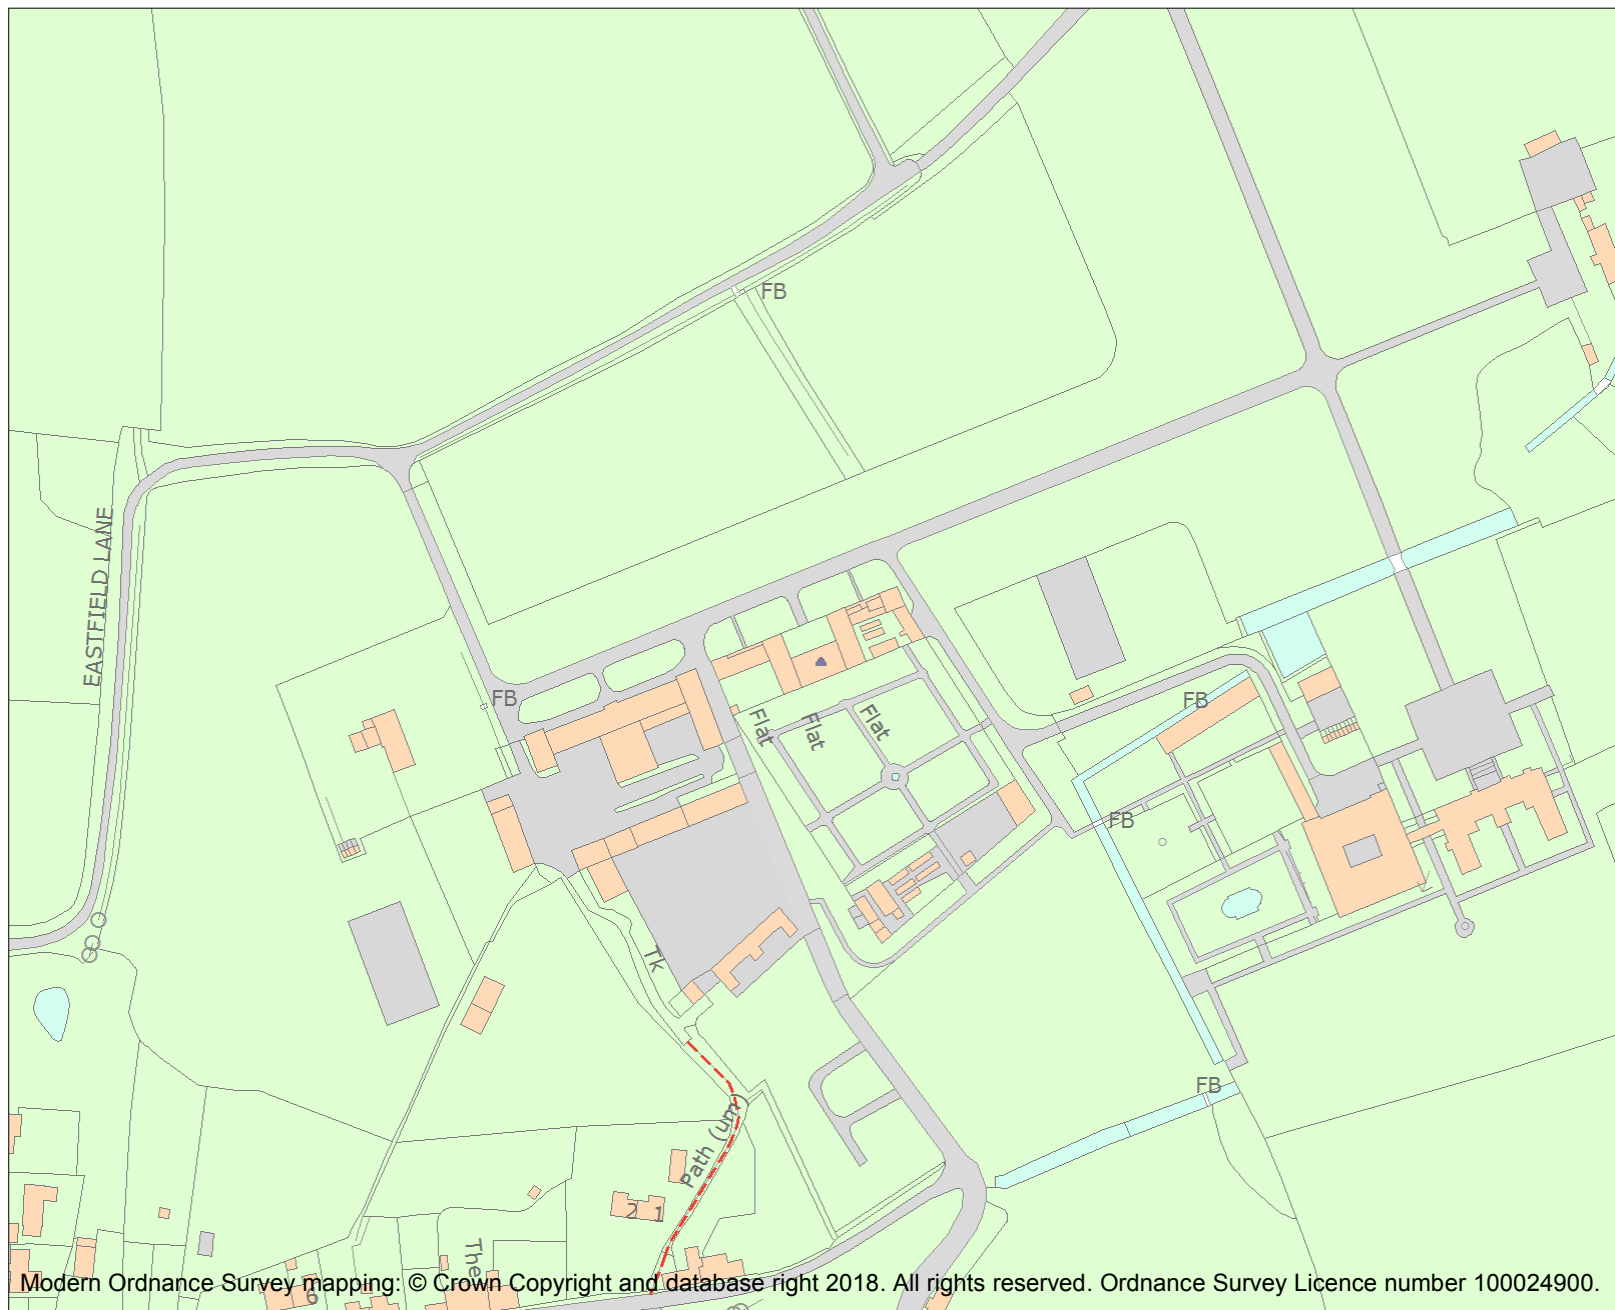 FB
EASTFIELD LANE
FB
FB
Flat
Flat
Flat
FB
Tk
FB
Path (um)
2 1
The
6
Modern Ordnance Survey mapping: © Crown Copyright and database right 2018. All rights reserved. Ordnance Survey Licence number 100024900.